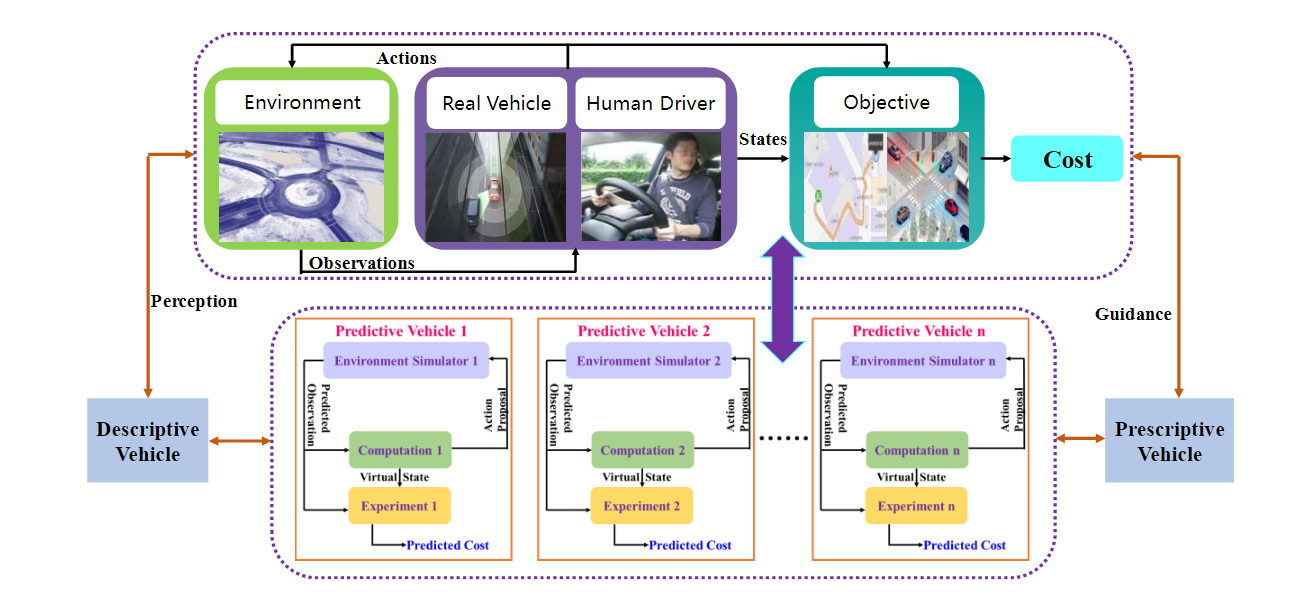 Actions
Environment
Real Vehicle
Human Driver
Objective
States
Cost
Observations
Perception
Guidance
Predictive Vehicle 1
Environment Simulator 1
Predicted
Observation
Action
Proposal
Computation 1
Virtual State
Experiment 1
Predicted Cost
Predictive Vehicle 2
Environment Simulator 2
Predicted
Observation
Action
Proposal
Computation 2
Virtual State
Experiment 2
Predicted Cost
......
Predictive Vehicle n
Environment Simulator n
Predicted
Observation
Action
Proposal
Computation n
Virtual State
Experiment n
Predicted Cost
Descriptive
Vehicle
Prescriptive
Vehicle